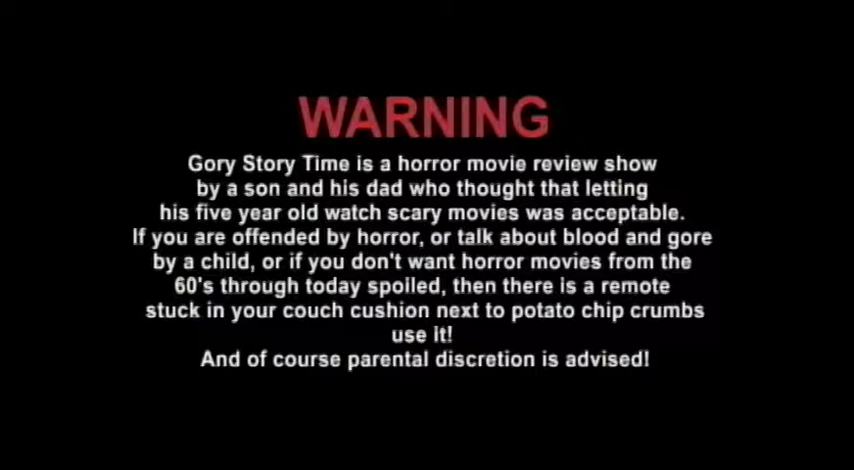 WARNING
Gory Story Time is a horror movie review show
by a son and his dad who thought that letting
his five year old watch scary movies was acceptable.
If you are offended by horror, or talk about blood and gore
by a child, or if you don't want horror movies from the
60's through today spoiled, then there is a remote
stuck in your couch cushion next to potato chip crumbs
use it!
And of course parental discretion is advised!